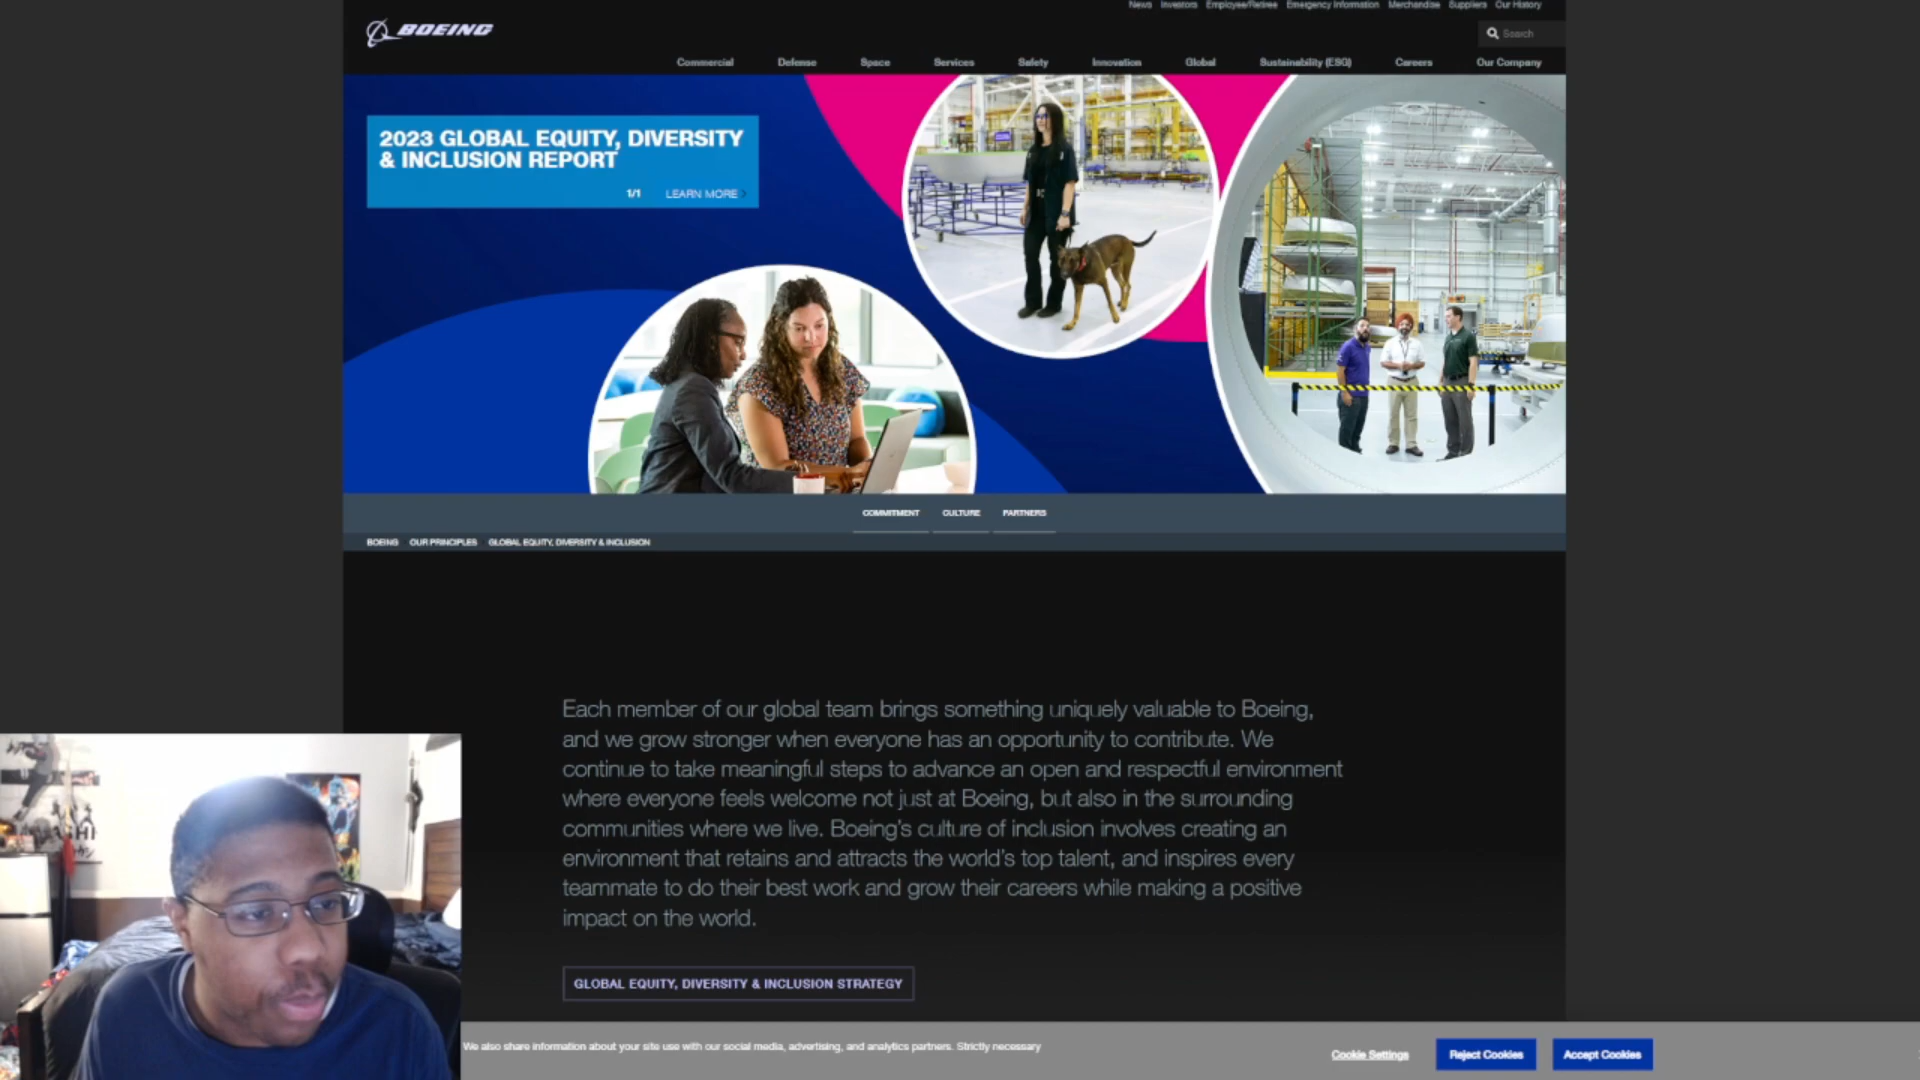 News Investors Employee/Retiree Emergency Information Merchandise Suppliers Our History
BOEING
Search
Commercial Defense Space Services Safety Innovation Global Sustainability (ESG) Careers Our Company
2023 GLOBAL EQUITY, DIVERSITY
& INCLUSION REPORT
1/1 LEARN MORE
COMMITMENT CULTURE PARTNERS
BOEING OUR PRINCIPLES GLOBAL EQUITY, DIVERSITY & INCLUSION
Each member of our global team brings something uniquely valuable to Boeing,
and we grow stronger when everyone has an opportunity to contribute. We
continue to take meaningful steps to advance an open and respectful environment
where everyone feels welcome not just at Boeing, but also in the surrounding
communities where we live. Boeing's culture of inclusion involves creating an
environment that retains and attracts the world's top talent, and inspires every
teammate to do their best work and grow their careers while making a positive
impact on the world.
GLOBAL EQUITY, DIVERSITY & INCLUSION STRATEGY
We also share information about your site use with our social media, advertising, and analytics partners. Strictly necessary
Cookie Settings Reject Cookies Accept Cookies